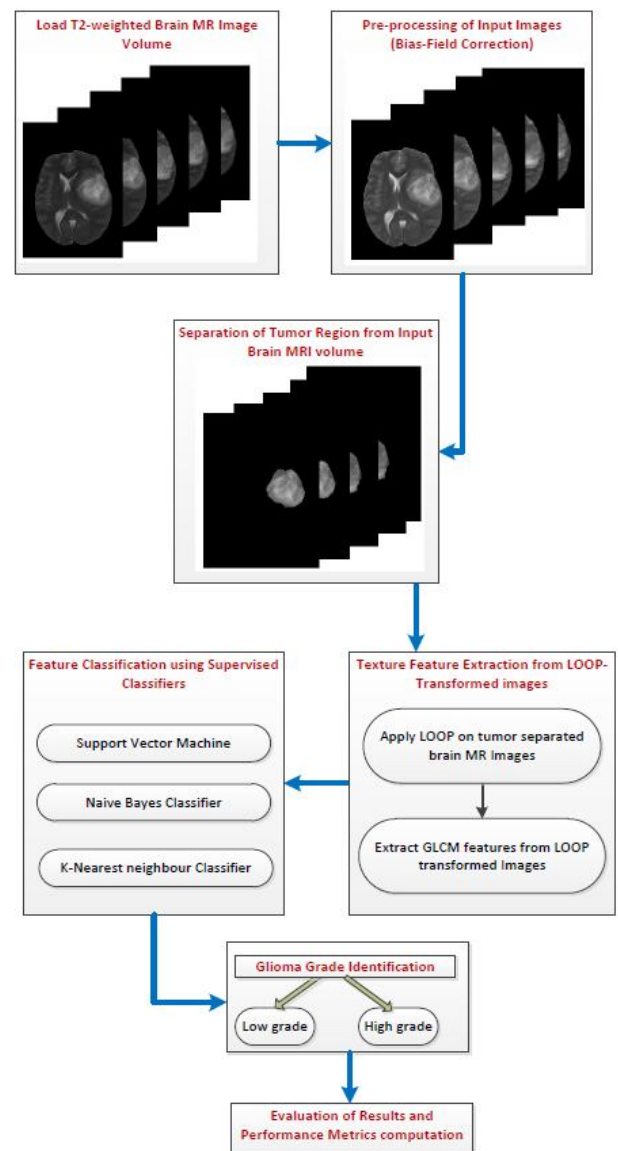 Load T2-weighted Brain MR Image
Volume
Pre-processing of Input Images
(Bias-Field Correction)
Separation of Tumor Region from Input
Brain MRI volume
Texture Feature Extraction from LOOP-
Transformed images
Apply LOOP on tumor separated
brain MR Images
Extract GLCM features from LOOP
transformed Images
Feature Classification using Supervised
Classifiers
Support Vector Machine
Naive Bayes Classifier
K-Nearest neighbour Classifier
Glioma Grade Identification
Low grade
High grade
Evaluation of Results and
Performance Metrics computation